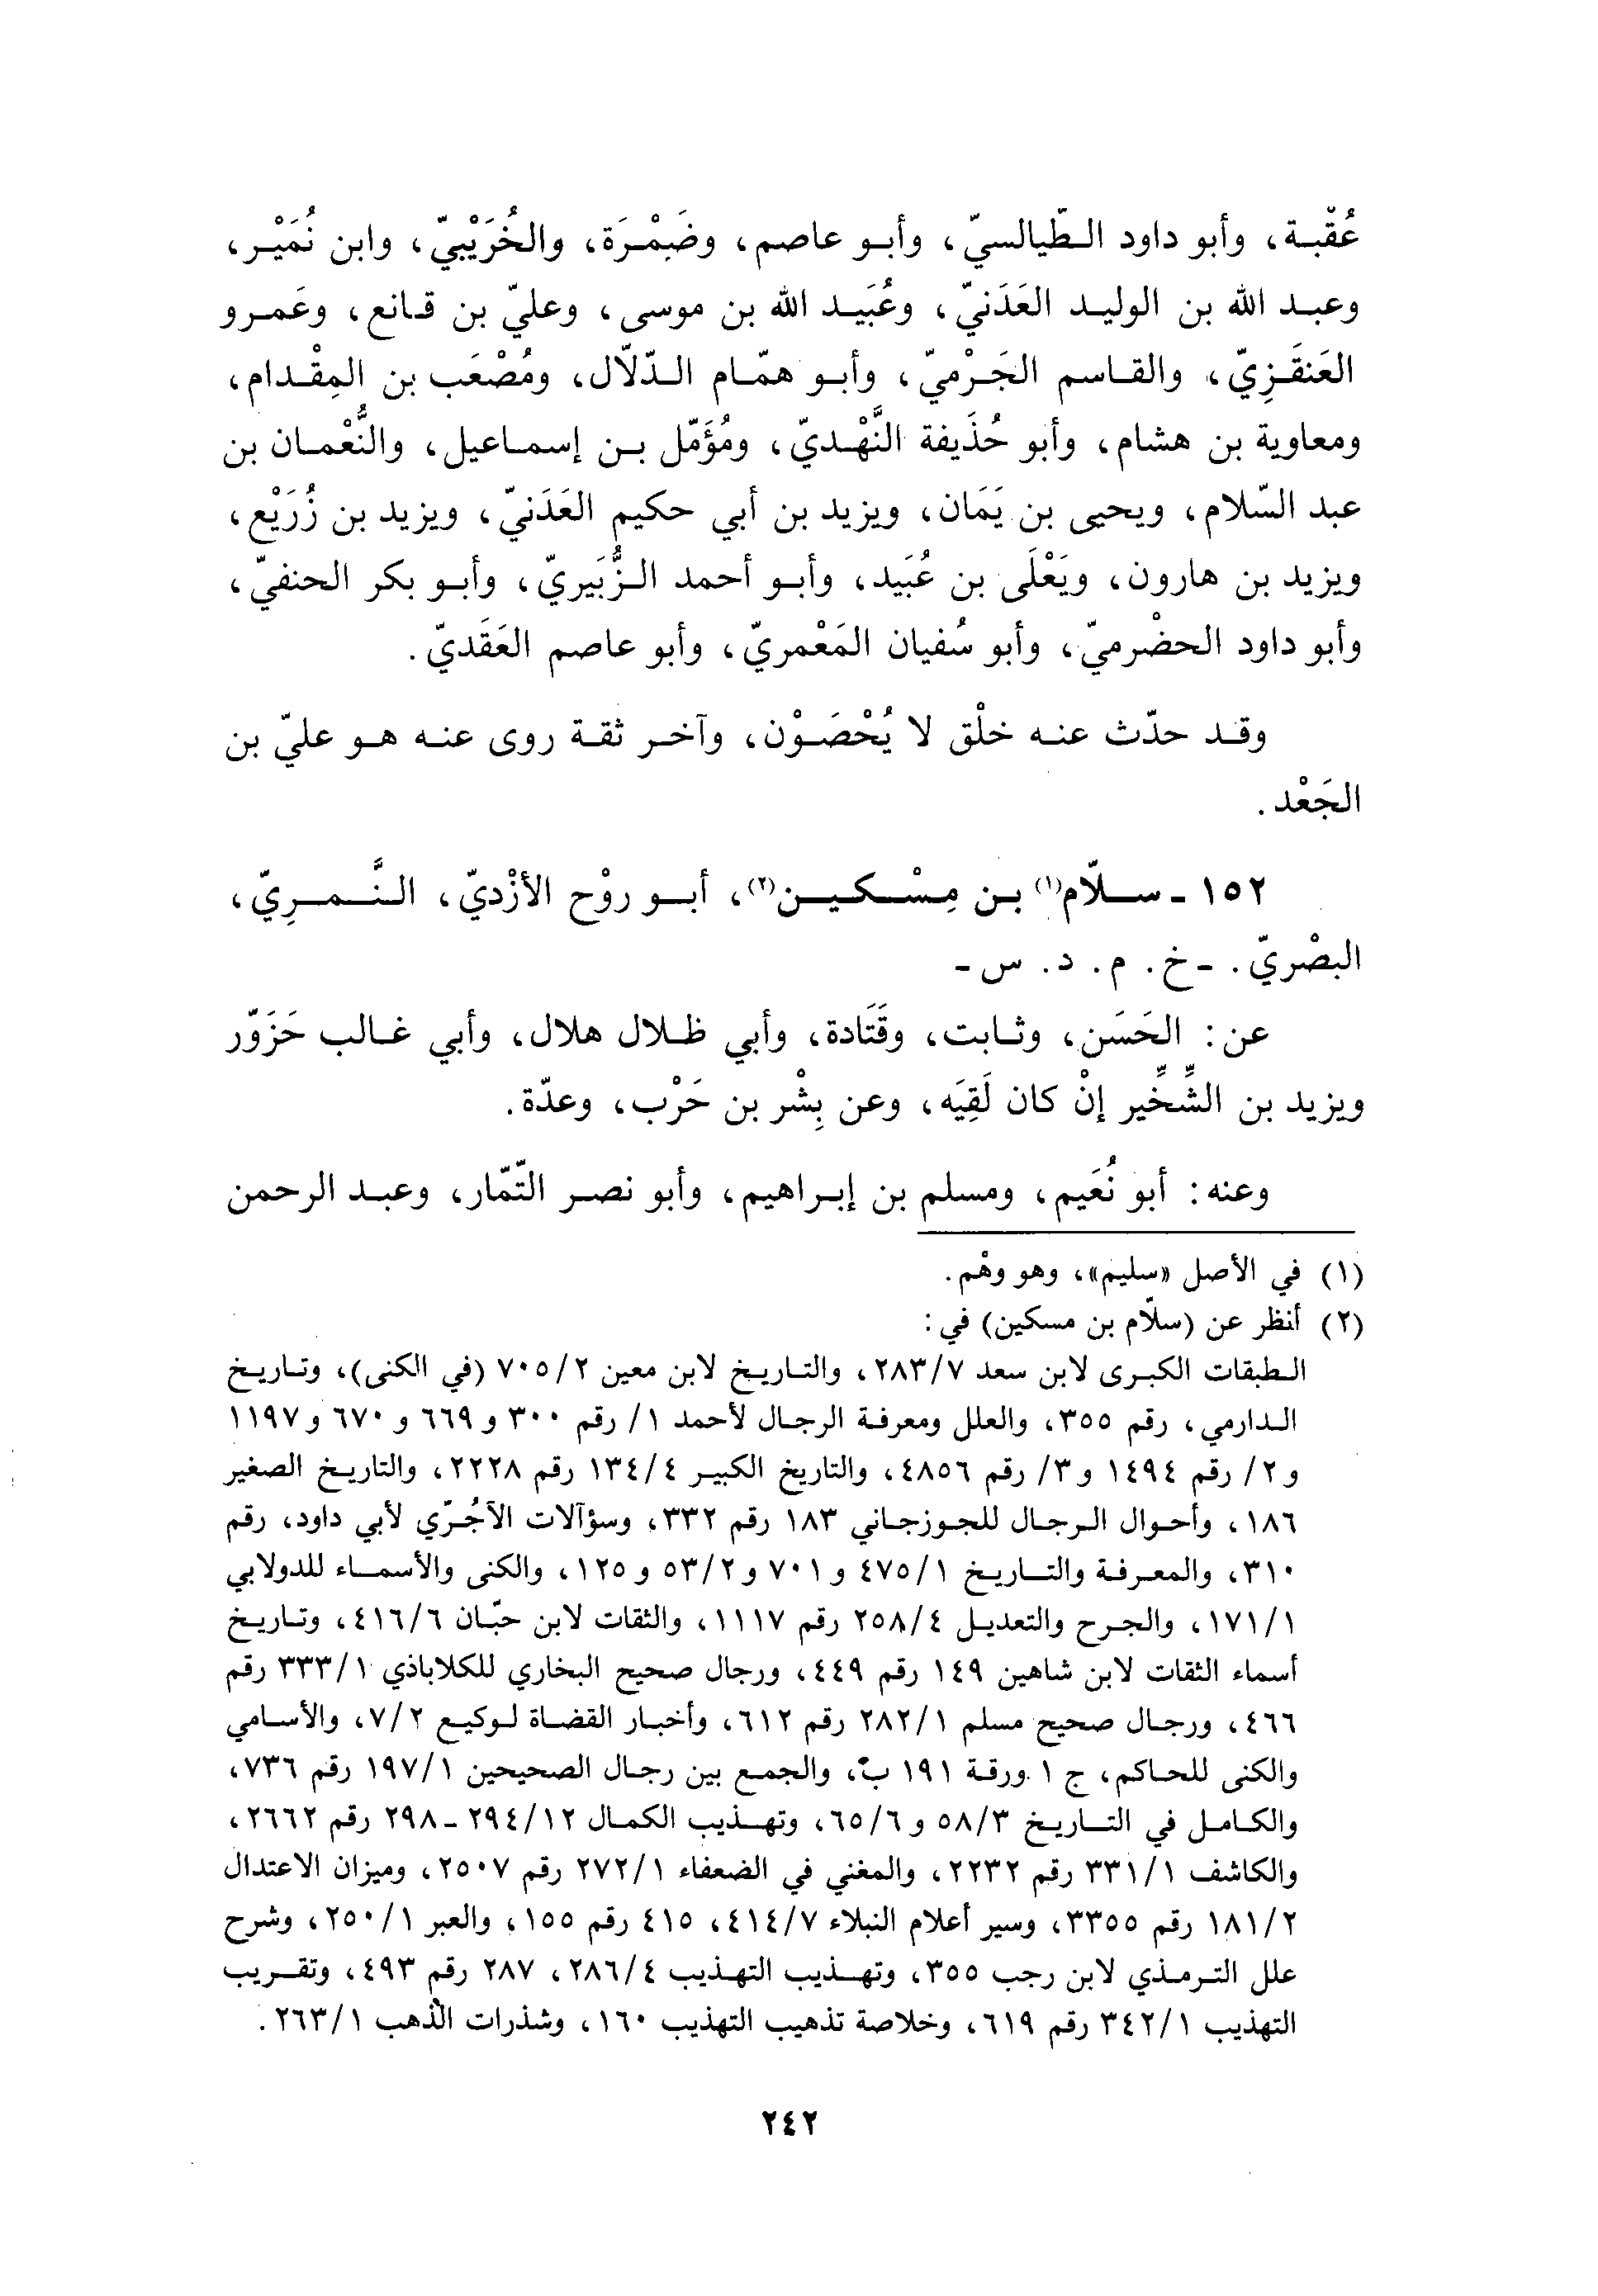 عُقْبة، وأبو داود الطّيالسيّ، وأبو عاصم، وضَمْرَة، والخُرَيْبيّ، وابن نُمَيْر،
وعبد الله بن الوليد العَدَنيّ، وعُبَيد الله بن موسى، وعليّ بن قانع، وعَمرو
العَنقَزِيّ، والقاسم الجَرْميّ، وأبو همّام الدّلّال، ومُصْعَب بن المِقْدام،
ومعاوية بن هشام، وأبو حُذَيفة النَّهْديّ، ومُؤَمّل بن إسماعيل، والنُّعْمان بن
عبد السّلام، ويحيى بن يَمَان، ويزيد بن أبي حكيم العَدَنيّ، ويزيد بن زُرَيْع،
ويزيد بن هارون، ويَعْلَى بن عُبَيد، وأبو أحمد الزُّبَيريّ، وأبو بكر الحنفيّ،
وأبو داود الحضْرميّ، وأبو سُفيان المَعْمريّ، وأبو عاصم العَقَديّ.
وقد حدّث عنه خلْق لا يُحْصَوْن، وآخر ثقة روى عنه هو عليّ بن
الجَعْد.
١٥٢ - سلّام(١) بن مِسْكين(٢)، أبو روْح الأزْديّ، النَّمرِيّ،
البصْريّ. - خ. م. د. س -
عن: الحَسَن، وثابت، وقَتَادة، وأبي ظلال هلال، وأبي غالب حَزَوّر
ويزيد بن الشِّخِّير إنْ كان لَقِيَه، وعن بِشْر بن حَرْب، وعدّة.
وعنه: أبو نُعَيم، ومسلم بن إبراهيم، وأبو نصر التّمّار، وعبد الرحمن
(١) في الأصل «سليم»، وهو وهْم.
(٢) أنظر عن (سلّام بن مسكين) في:
الطبقات الكبرى لابن سعد ٢٨٣/٧، والتاريخ لابن معين ٧٠٥/٢ (في الكنى)، وتاريخ
الدارمي، رقم ٣٥٥، والعلل ومعرفة الرجال لأحمد ١/ رقم ٣٠٠ و ٦٦٩ و ٦٧٠ و ١١٩٧
و ٢/ رقم ١٤٩٤ و ٣/ رقم ٤٨٥٦، والتاريخ الكبير ١٣٤/٤ رقم ٢٢٢٨، والتاريخ الصغير
١٨٦، وأحوال الرجال للجوزجاني ١٨٣ رقم ٣٣٢، وسؤآلات الآجُرّي لأبي داود، رقم
٣١٠، والمعرفة والتاريخ ٤٧٥/١ و ٧٠١ و ٥٣/٢ و ١٢٥، والكنى والأسماء للدولابي
١٧١/١، والجرح والتعديل ٢٥٨/٤ رقم ١١١٧، والثقات لابن حبّان ٤١٦/٦، وتاريخ
أسماء الثقات لابن شاهين ١٤٩ رقم ٤٤٩، ورجال صحيح البخاري للكلاباذي ٣٣٣/١ رقم
٤٦٦، ورجال صحيح مسلم ٢٨٢/١ رقم ٦١٢، وأخبار القضاة لوكيع ٧/٢، والأسامي
والكنى للحاكم، ج ١ ورقة ١٩١ ب، والجمع بين رجال الصحيحين ١٩٧/١ رقم ٧٣٦،
والكامل في التاريخ ٥٨/٣ و ٦٥/٦، وتهذيب الكمال ٢٩٤/١٢ - ٢٩٨ رقم ٢٦٦٢،
والكاشف ٣٣١/١ رقم ٢٢٣٢، والمغني في الضعفاء ٢٧٢/١ رقم ٢٥٠٧، وميزان الاعتدال
١٨١/٢ رقم ٣٣٥٥، وسير أعلام النبلاء ٤١٤/٧، ٤١٥ رقم ١٥٥، والعبر ٢٥٠/١، وشرح
علل الترمذي لابن رجب ٣٥٥، وتهذيب التهذيب ٢٨٦/٤، ٢٨٧ رقم ٤٩٣، وتقريب
التهذيب ٣٤٢/١ رقم ٦١٩، وخلاصة تذهيب التهذيب ١٦٠، وشذرات الذهب ٢٦٣/١.
٢٤٢